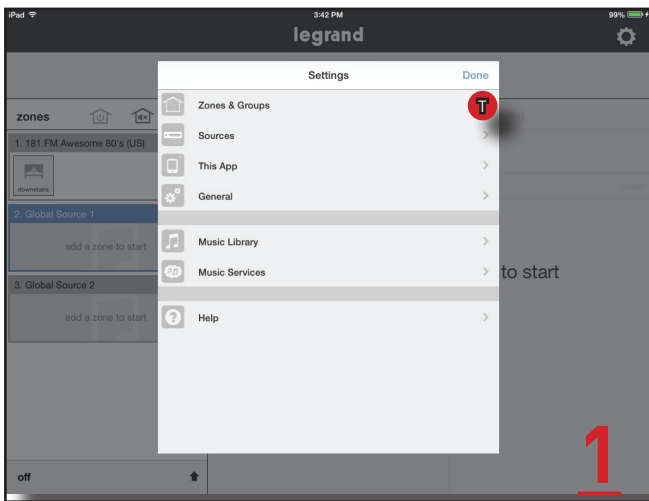 iPad 3:42 PM 99%
legrand
Settings Done
zones
Zones & Groups T
Sources
This App
General
Music Library
Music Services
Help
1. 181.FM Awesome 80's (US)
downstairs
2. Global Source 1
add a zone to start
3. Global Source 2
add a zone to start
to start
off
1